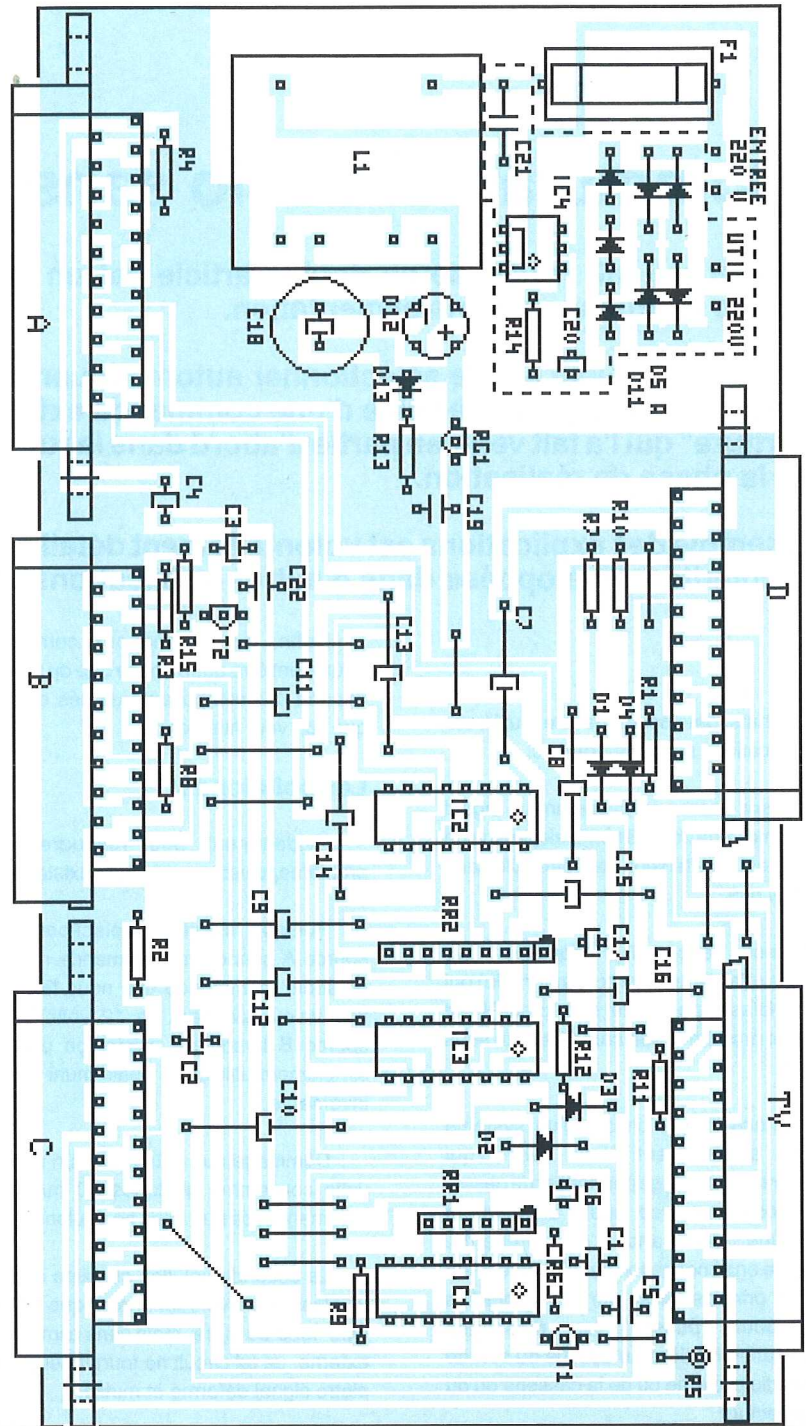 F1
ENTREE
220 V
UTIL
220V
C21
IC4
L1
R14
C20
D5 A
D11
R4
A
C18
D12
-
+
D13
R13
RC1
C19
C4
C3
C22
R3
R15
T2
B
C11
C13
C7
R7
R10
D
D1
D4
R1
R8
C14
IC2
C8
C9
RR2
C15
C17
C16
R2
C12
IC3
R12
R11
TV
C2
C10
D2
D3
RR1
C6
C
R9
IC1
R6
C1
C5
T1
R5